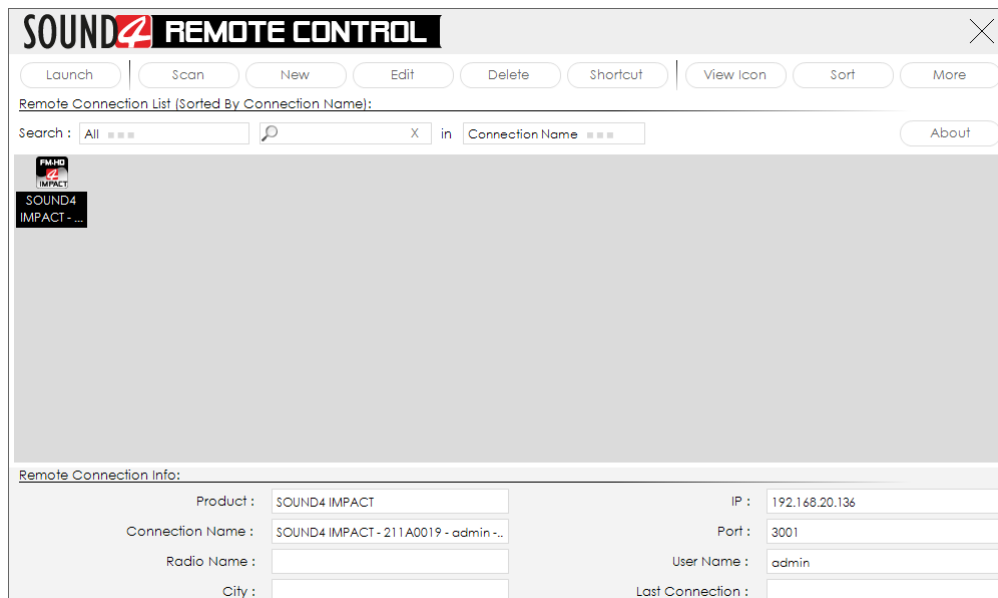 SOUND4 REMOTE CONTROL
Launch Scan New Edit Delete Shortcut View Icon Sort More
Remote Connection List (Sorted By Connection Name):
Search : All X in Connection Name About
FM-HD
4
IMPACT
SOUND4
IMPACT - ...
Remote Connection Info:
Product : SOUND4 IMPACT IP : 192.168.20.136
Connection Name : SOUND4 IMPACT - 211A0019 - admin -.. Port : 3001
Radio Name : User Name : admin
City : Last Connection :